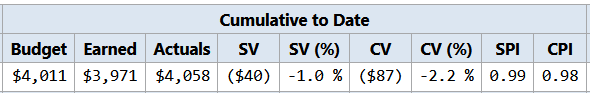 Cumulative to Date
Budget Earned Actuals SV SV (%) CV CV (%) SPI CPI
$4,011 $3,971 $4,058 ($40) -1.0 % ($87) -2.2 % 0.99 0.98